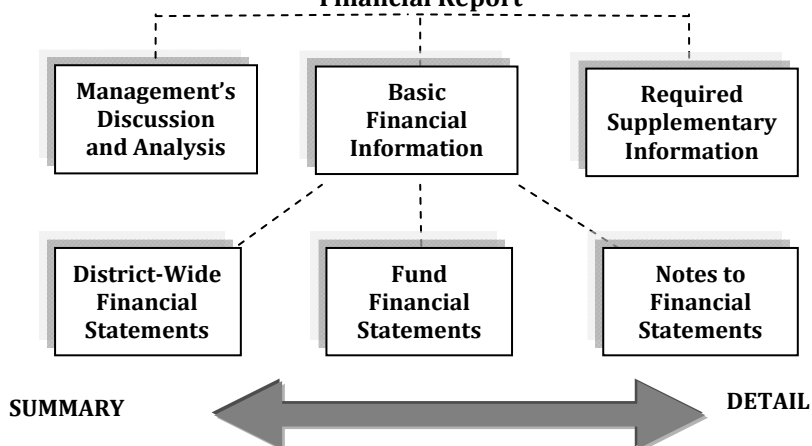 Financial Report
Management's
Discussion
and Analysis
Basic
Financial
Information
Required
Supplementary
Information
District-Wide
Financial
Statements
Fund
Financial
Statements
Notes to
Financial
Statements
SUMMARY
DETAIL